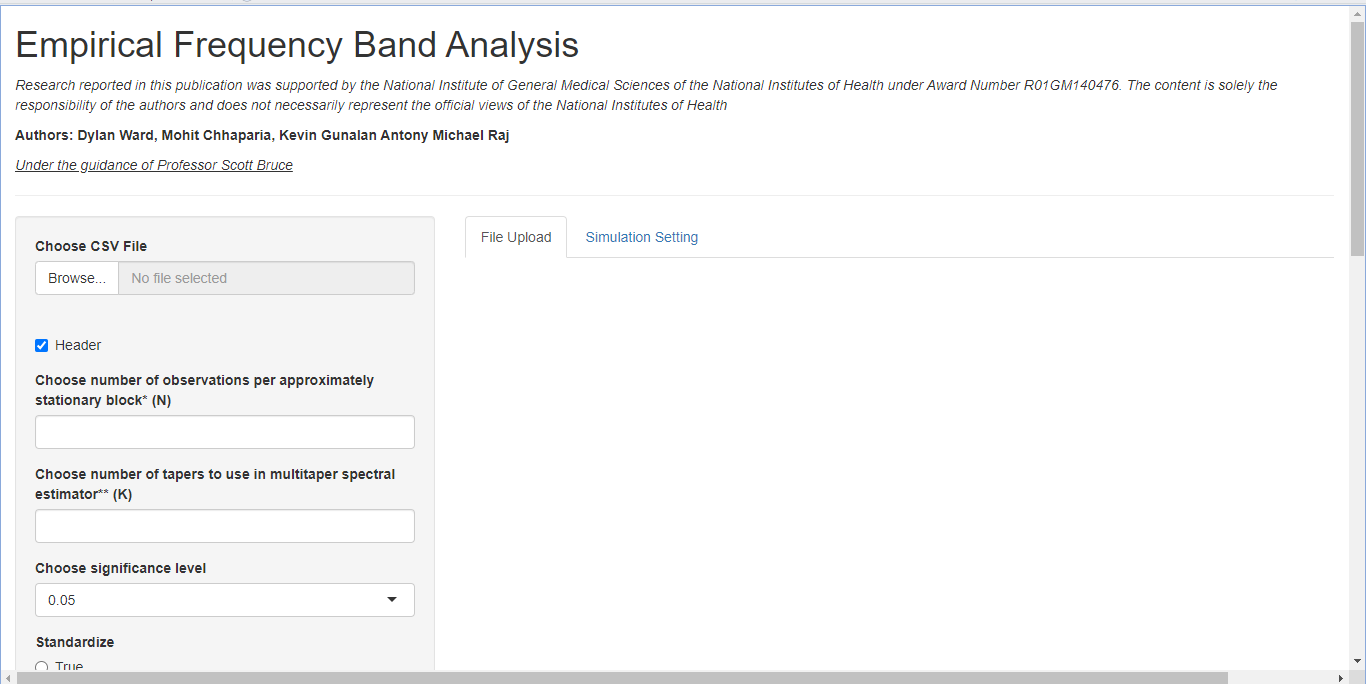 Empirical Frequency Band Analysis
Research reported in this publication was supported by the National Institute of General Medical Sciences of the National Institutes of Health under Award Number R01GM140476. The content is solely the
responsibility of the authors and does not necessarily represent the official views of the National Institutes of Health
Authors: Dylan Ward, Mohit Chhaparia, Kevin Gunalan Antony Michael Raj
Under the guidance of Professor Scott Bruce
File Upload
Simulation Setting
Choose CSV File
Browse...
No file selected
Header
Choose number of observations per approximately
stationary block* (N)
Choose number of tapers to use in multitaper spectral
estimator** (K)
Choose significance level
0.05
Standardize
True